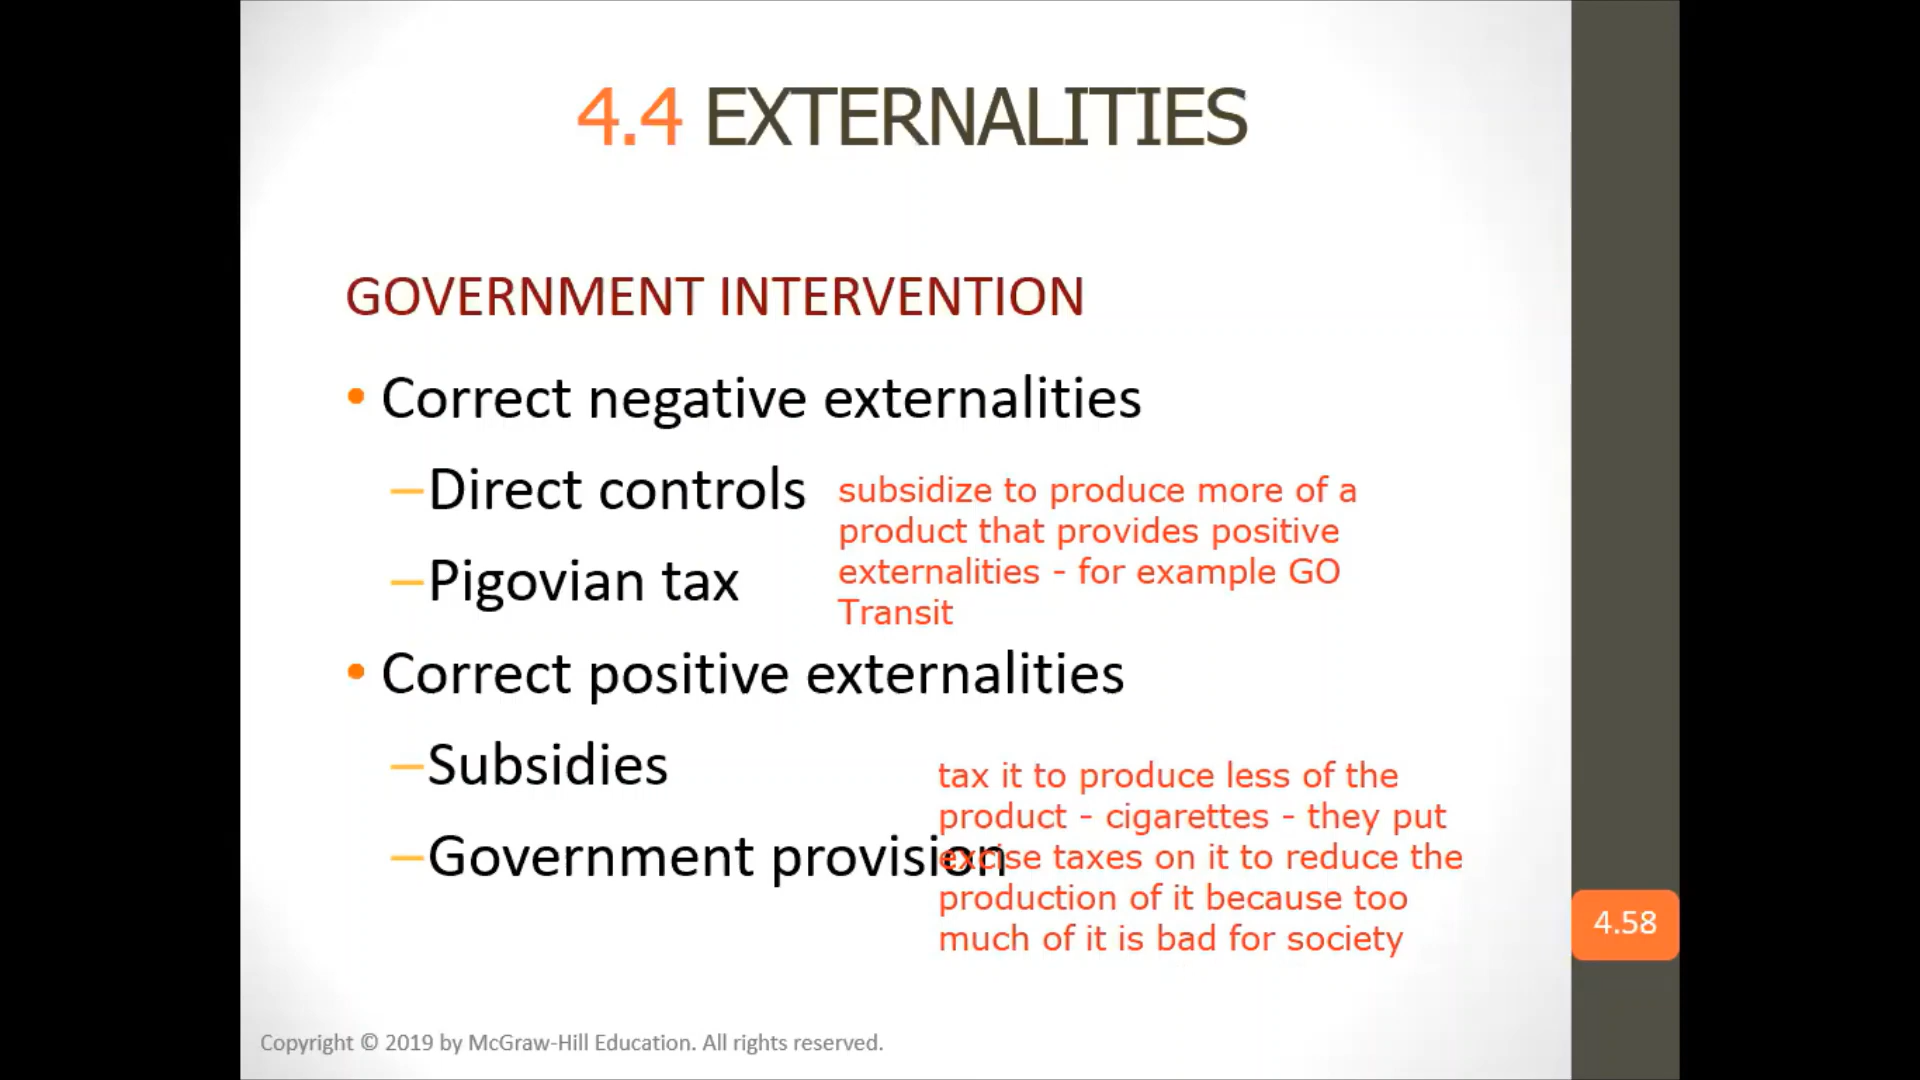 4.4 EXTERNALITIES
GOVERNMENT INTERVENTION
• Correct negative externalities
–Direct controls
subsidize to produce more of a
product that provides positive
externalities - for example GO
Transit
–Pigovian tax
• Correct positive externalities
–Subsidies
–Government provision
tax it to produce less of the
product - cigarettes - they put
excise taxes on it to reduce the
production of it because too
much of it is bad for society
4.58
Copyright © 2019 by McGraw-Hill Education. All rights reserved.